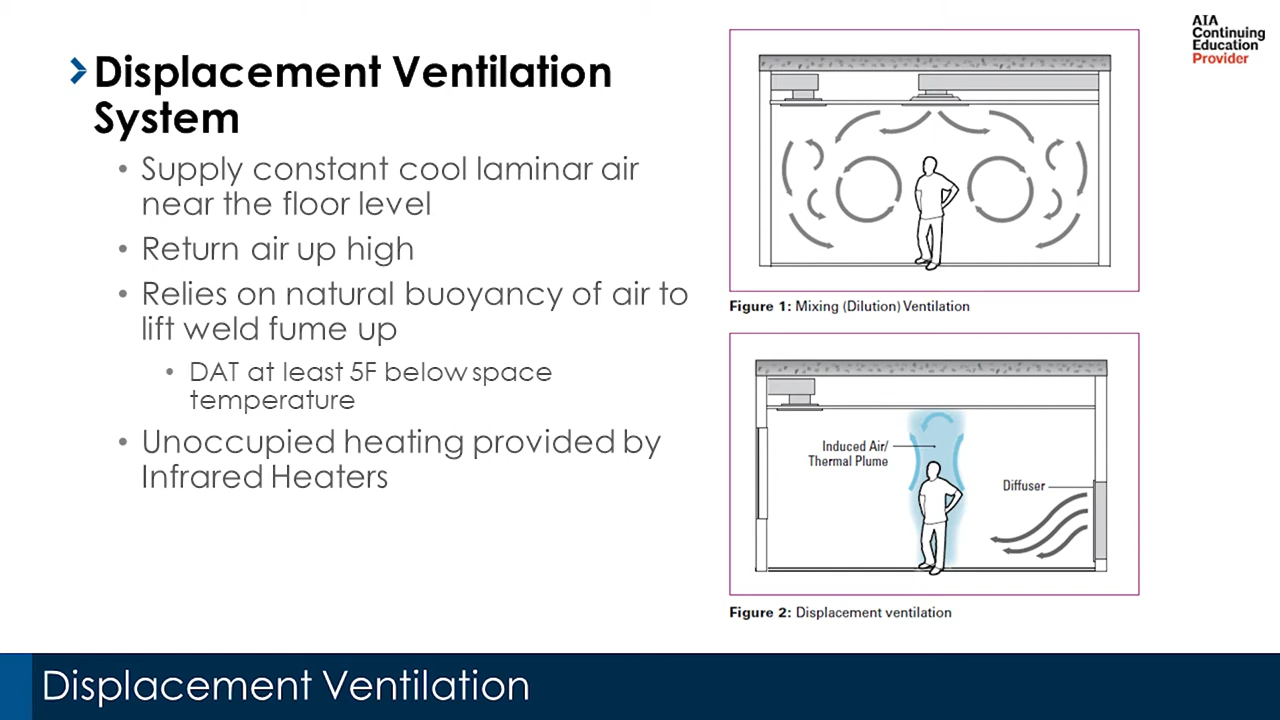 Displacement Ventilation
System
• Supply constant cool laminar air
near the floor level
• Return air up high
• Relies on natural buoyancy of air to
lift weld fume up
• DAT at least 5F below space
temperature
• Unoccupied heating provided by
Infrared Heaters
AIA
Continuing
Education
Provider
Figure 1: Mixing (Dilution) Ventilation
Induced Air/
Thermal Plume
Diffuser
Figure 2: Displacement ventilation
Displacement Ventilation